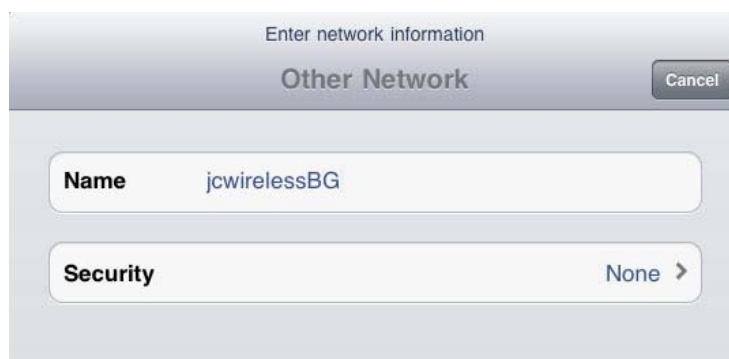 Enter network information
Other Network
Cancel
Name jcwirelessBG
Security None >